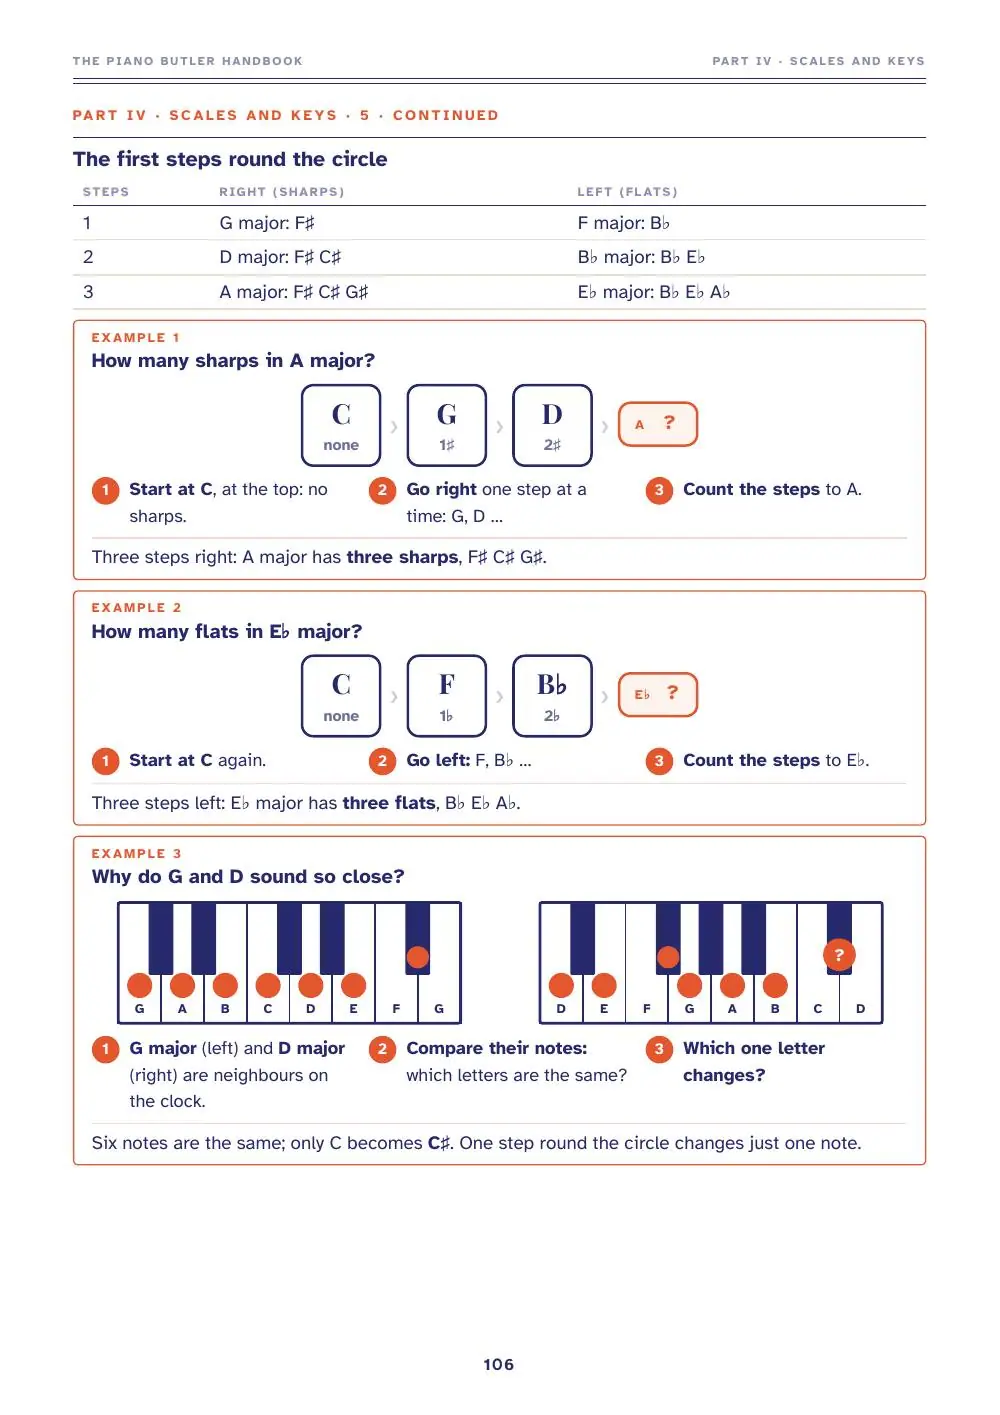 THE PIANO BUTLER HANDBOOK
PART IV · SCALES AND KEYS
PART IV · SCALES AND KEYS · 5 · CONTINUED
The first steps round the circle
STEPS RIGHT (SHARPS) LEFT (FLATS)
1 G major: F♯ F major: B♭
2 D major: F♯ C♯ B♭ major: B♭ E♭
3 A major: F♯ C♯ G♯ E♭ major: B♭ E♭ A♭
EXAMPLE 1
How many sharps in A major?
C › G › D › A ?
none 1♯ 2♯
1 Start at C, at the top: no
sharps.
2 Go right one step at a
time: G, D ...
3 Count the steps to A.
Three steps right: A major has three sharps, F♯ C♯ G♯.
EXAMPLE 2
How many flats in E♭ major?
C › F › B♭ › E♭ ?
none 1♭ 2♭
1 Start at C again.
2 Go left: F, B♭ ...
3 Count the steps to E♭.
Three steps left: E♭ major has three flats, B♭ E♭ A♭.
EXAMPLE 3
Why do G and D sound so close?
?
G A B C D E F G
D E F G A B C D
1 G major (left) and D major
(right) are neighbours on
the clock.
2 Compare their notes:
which letters are the same?
3 Which one letter
changes?
Six notes are the same; only C becomes C♯. One step round the circle changes just one note.
106